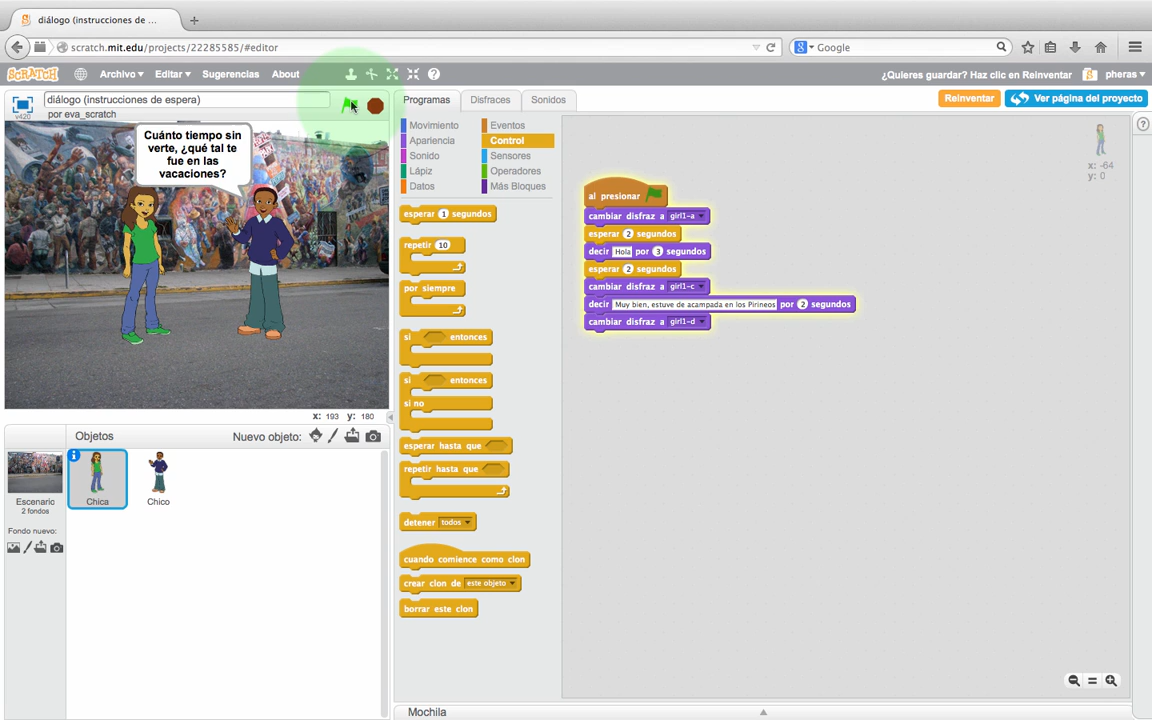 diálogo (instrucciones de ...
scratch.mit.edu/projects/22285585/#editor
Google
SCRATCH Archivo Editar Sugerencias About ¿Quieres guardar? Haz clic en Reinventar pheras
v420
diálogo (instrucciones de espera)
por eva_scratch
Programas Disfraces Sonidos
Reinventar Ver página del proyecto
Cuánto tiempo sin
verte, ¿qué tal te
fue en las
vacaciones?
x: 193 y: 180
Movimiento Eventos
Apariencia Control
Sonido Sensores
Lápiz Operadores
Datos Más Bloques
esperar 1 segundos
repetir 10
por siempre
si entonces
si entonces
si no
esperar hasta que
repetir hasta que
detener todos
cuando comience como clon
crear clon de este objeto
borrar este clon
al presionar
cambiar disfraz a girl1-a
esperar 2 segundos
decir Hola por 3 segundos
esperar 2 segundos
cambiar disfraz a girl1-c
decir Muy bien, estuve de acampada en los Pirineos por 2 segundos
cambiar disfraz a girl1-d
x: -64
y: 0
Objetos Nuevo objeto:
Escenario
2 fondos
Fondo nuevo:
Chica
Chico
Mochila